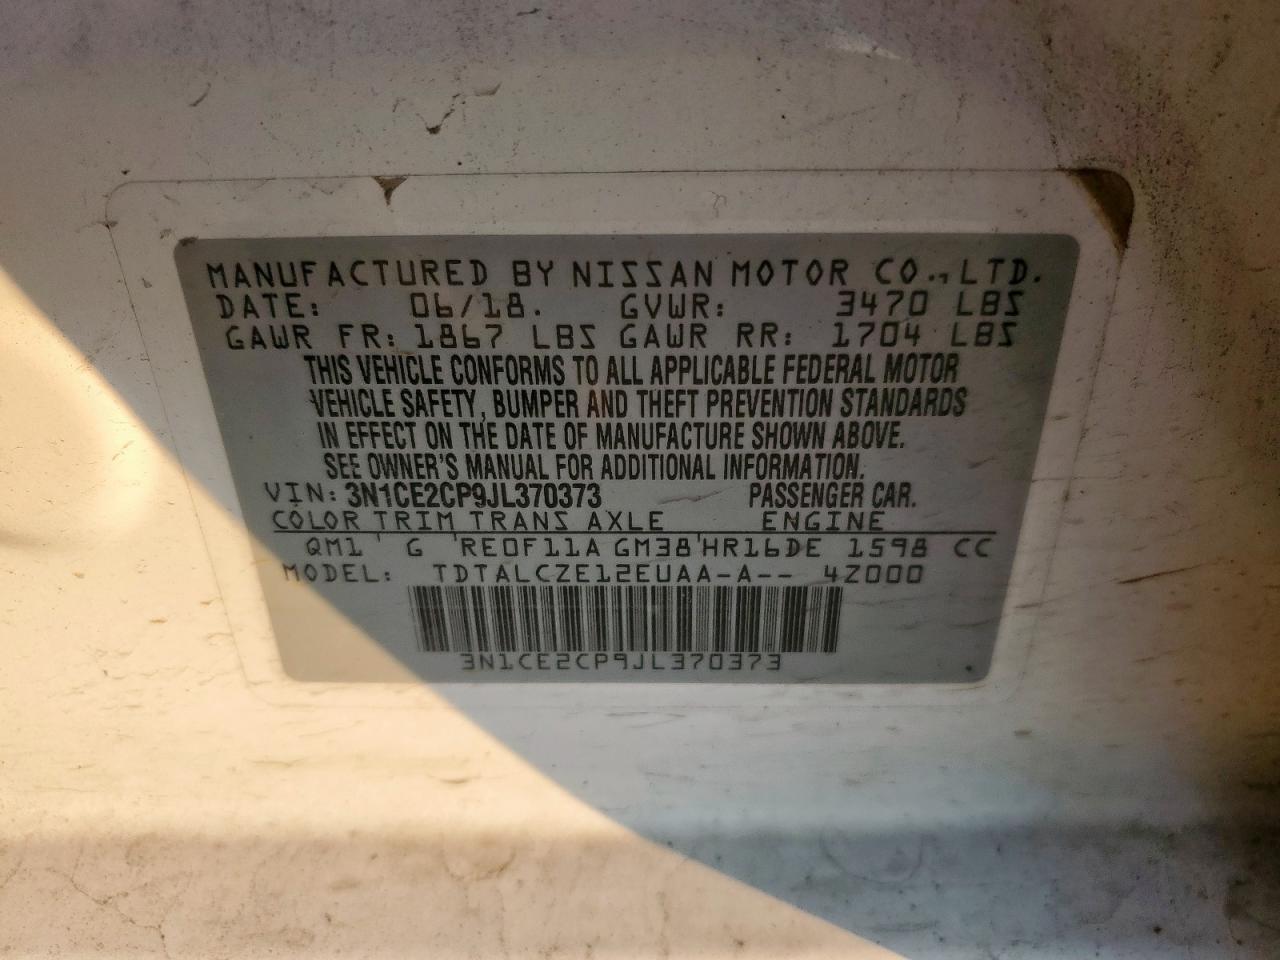 MANUFACTURED BY NISSAN MOTOR CO., LTD.
DATE: 06/18. GVWR: 3470 LBS
GAWR FR: 1867 LBS GAWR RR: 1704 LBS
THIS VEHICLE CONFORMS TO ALL APPLICABLE FEDERAL MOTOR
VEHICLE SAFETY, BUMPER AND THEFT PREVENTION STANDARDS
IN EFFECT ON THE DATE OF MANUFACTURE SHOWN ABOVE.
SEE OWNER'S MANUAL FOR ADDITIONAL INFORMATION.
VIN: 3N1CE2CP9JL370373 PASSENGER CAR.
COLOR TRIM TRANS AXLE ENGINE
QM1 ' G ' RE0F11A GM38 ' HR16DE 1598 CC
MODEL: TDTALCZE12EUAA-A-- 4Z000
3N1CE2CP9JL370373